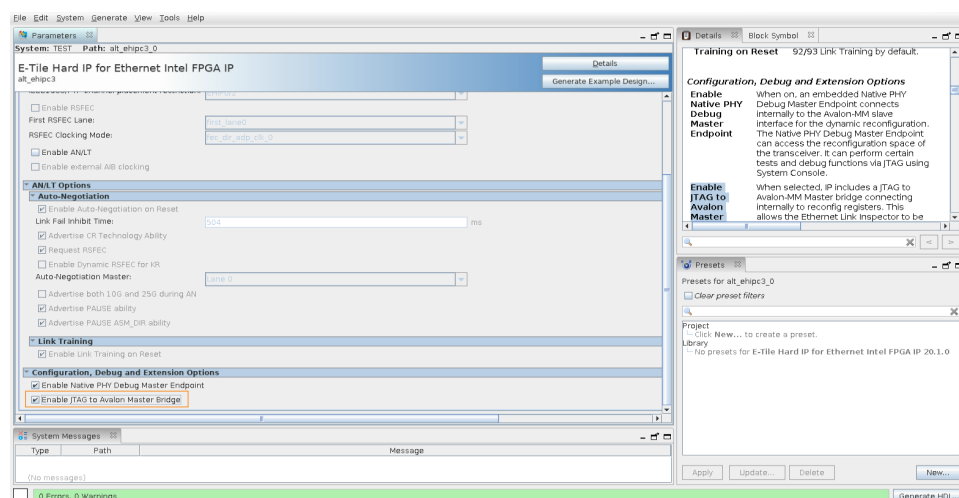 File Edit System Generate View Tools Help
Parameters
System: TEST Path: alt_ehipc3_0
E-Tile Hard IP for Ethernet Intel FPGA IP
alt_ehipc3
Details
Generate Example Design...
Enable RSFEC
First RSFEC Lane: first_lane0
RSFEC Clocking Mode: fec_dir_adp_clk_0
Enable AN/LT
Enable external AIB clocking
AN/LT Options
Auto-Negotiation
Enable Auto-Negotiation on Reset
Link Fail Inhibit Time: 504 ms
Advertise CR Technology Ability
Request RSFEC
Enable Dynamic RSFEC for KR
Auto-Negotiation Master: Lane 0
Advertise both 10G and 25G during AN
Advertise PAUSE ability
Advertise PAUSE ASM_DIR ability
Link Training
Enable Link Training on Reset
Configuration, Debug and Extension Options
Enable Native PHY Debug Master Endpoint
Enable JTAG to Avalon Master Bridge
System Messages
Type Path Message
(No messages)
0 Errors, 0 Warnings
Details Block Symbol
Training on Reset 92/93 Link Training by default.
Configuration, Debug and Extension Options
Enable When on, an embedded Native PHY
Native PHY Debug Master Endpoint connects
Debug internally to the Avalon-MM slave
Master interface for the dynamic reconfiguration.
Endpoint The Native PHY Debug Master Endpoint
can access the reconfiguration space of
the transceiver. It can perform certain
tests and debug functions via JTAG using
System Console.
Enable When selected, IP includes a JTAG to
JTAG to Avalon-MM Master bridge connecting
Avalon internally to reconfig registers. This
Master allows the Ethernet Link Inspector to be
Presets
Presets for alt_ehipc3_0
Clear preset filters
Project
Click New... to create a preset.
Library
No presets for E-Tile Hard IP for Ethernet Intel FPGA IP 20.1.0
Apply Update... Delete New...
Generate HDL